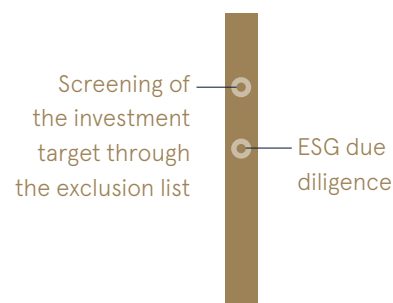 Screening of
the investment
target through
the exclusion list
ESG due
diligence